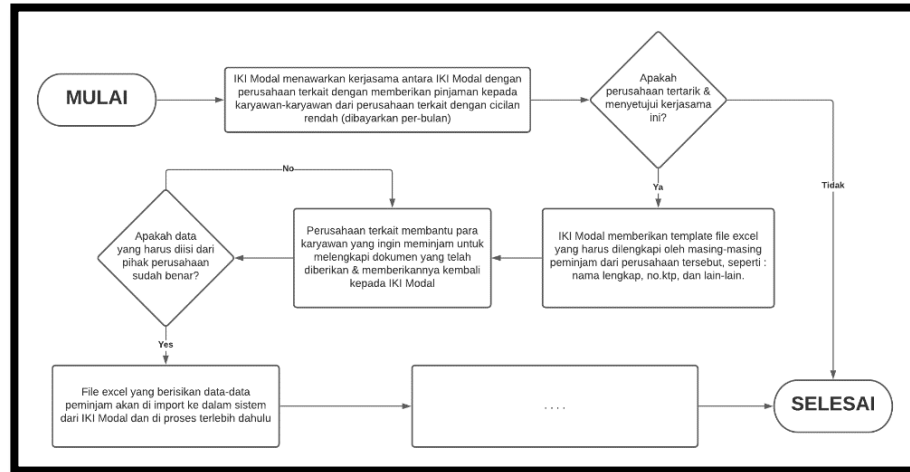 MULAI
IKI Modal menawarkan kerjasama antara IKI Modal dengan
perusahaan terkait dengan memberikan pinjaman kepada
karyawan-karyawan dari perusahaan terkait dengan cicilan
rendah (dibayarkan per-bulan)
Apakah
perusahaan tertarik &
menyetujui kerjasama
ini?
Tidak
Ya
IKI Modal memberikan template file excel
yang harus dilengkapi oleh masing-masing
peminjam dari perusahaan tersebut, seperti :
nama lengkap, no.ktp, dan lain-lain.
Perusahaan terkait membantu para
karyawan yang ingin meminjam untuk
melengkapi dokumen yang telah
diberikan & memberikannya kembali
kepada IKI Modal
No
Apakah data
yang harus diisi dari
pihak perusahaan
sudah benar?
Yes
File excel yang berisikan data-data
peminjam akan di import ke dalam sistem
dari IKI Modal dan di proses terlebih dahulu
. . . .
SELESAI